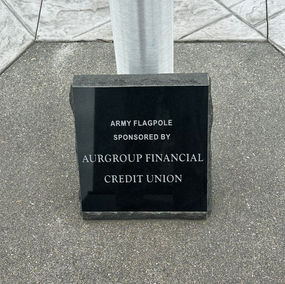 ARMY FLAGPOLE
SPONSORED BY
AURGROUP FINANCIAL
CREDIT UNION